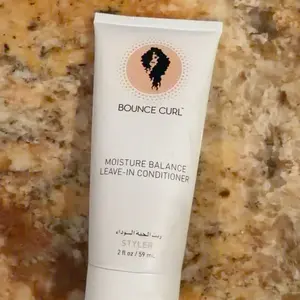 BOUNCE CURL™
MOISTURE BALANCE
LEAVE-IN CONDITIONER
زيت الحبة السوداء
STYLER
2 fl oz / 59 mL